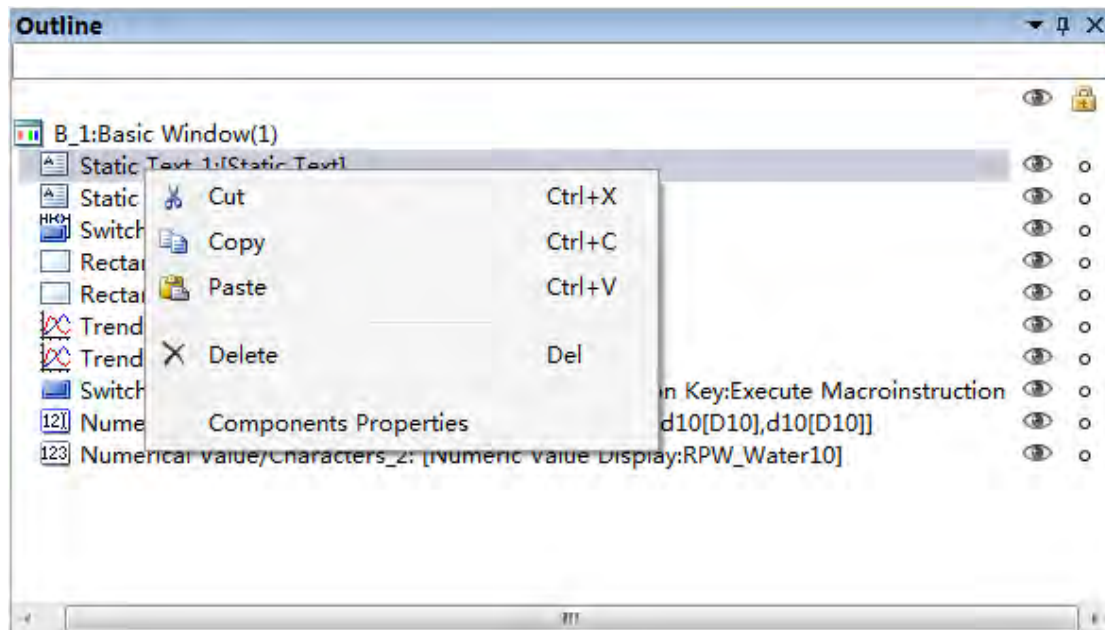 Outline
B_1:Basic Window(1)
Static Text_1:[Static Text]
Static
Switch
Cut Ctrl+X
Copy Ctrl+C
Paste Ctrl+V
Delete Del
Components Properties
Rectan
Rectan
Trend
Trend
Switch n Key:Execute Macroinstruction
Nume d10[D10],d10[D10]]
Numerical Value/Characters_2: [Numeric Value Display:RPW_Water10]